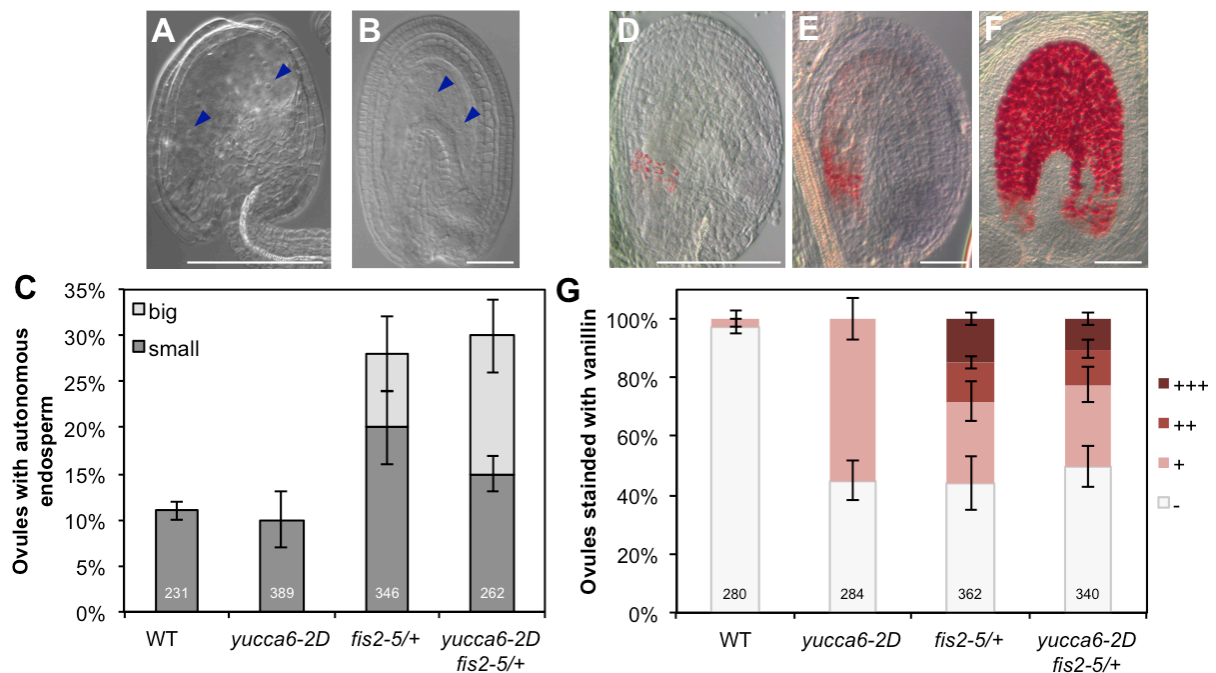 A
B
C
35%
30%
25%
20%
15%
10%
5%
0%
Ovules with autonomous
endosperm
big
small
231
389
346
262
WT
yucca6-2D
fis2-5/+
yucca6-2D
fis2-5/+
D
E
F
G
100%
80%
60%
40%
20%
0%
Ovules stainded with vanillin
280
284
362
340
WT
yucca6-2D
fis2-5/+
yucca6-2D
fis2-5/+
+++
++
+
-